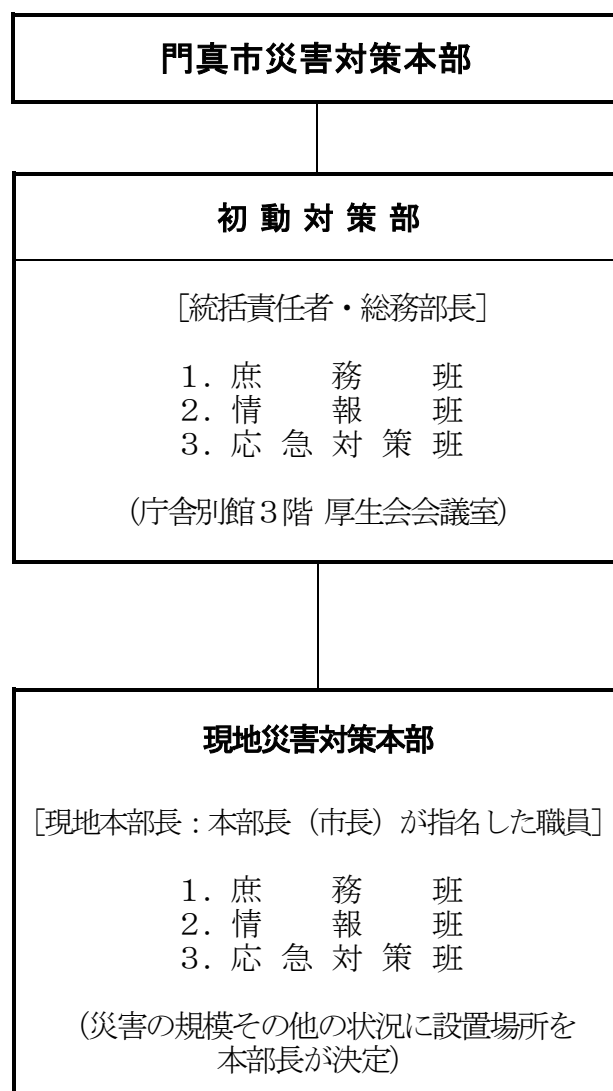 門真市災害対策本部
初動対策部
［統括責任者・総務部長］
１．庶務班
２．情報班
３．応急対策班
（庁舎別館３階 厚生会会議室）
現地災害対策本部
［現地本部長：本部長（市長）が指名した職員］
１．庶務班
２．情報班
３．応急対策班
（災害の規模その他の状況に設置場所を
本部長が決定）